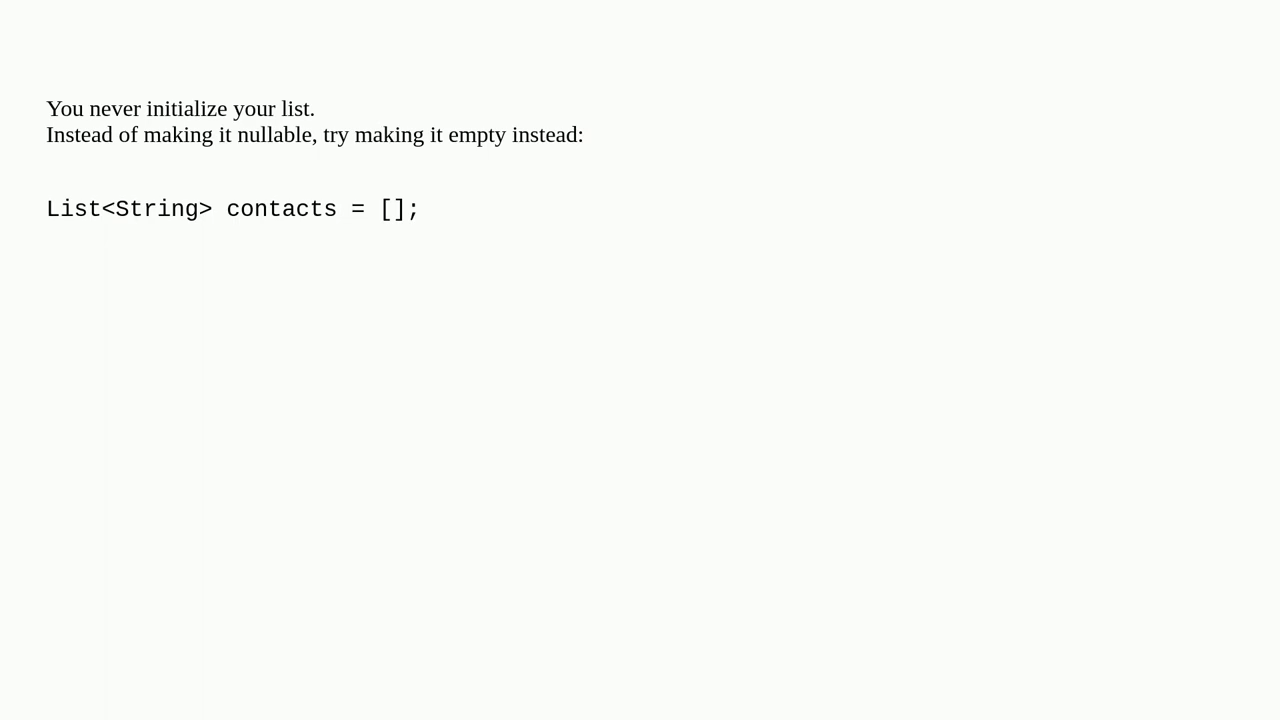 You never initialize your list.
Instead of making it nullable, try making it empty instead:
List<String> contacts = [];